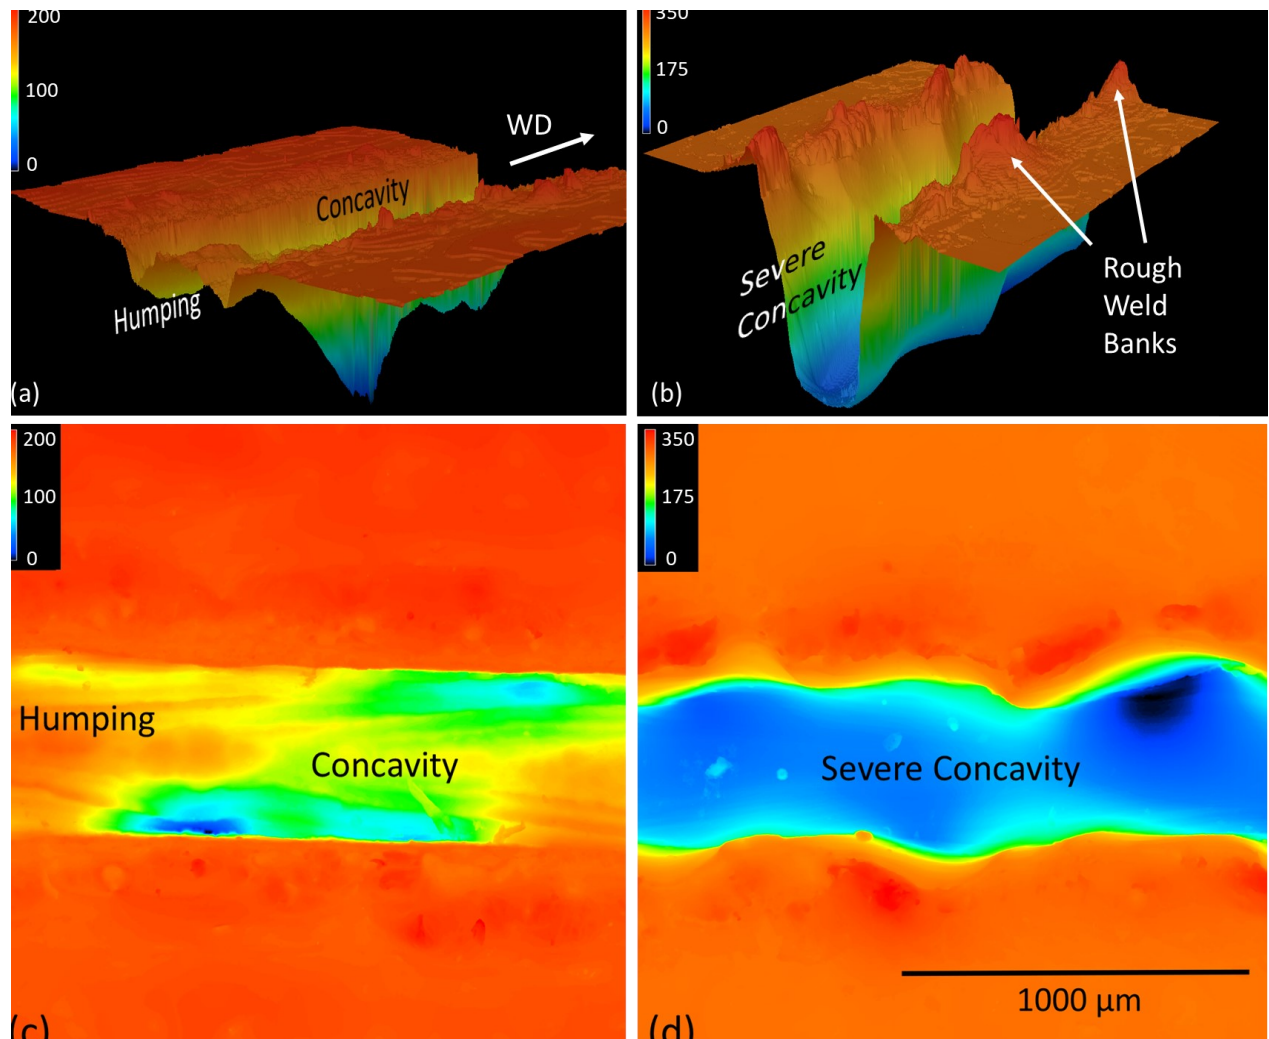 200
100
0
WD
Concavity
Humping
(a)
350
175
0
Severe
Concavity
Rough
Weld
Banks
(b)
200
100
0
Humping
Concavity
(c)
350
175
0
Severe Concavity
1000 µm
(d)